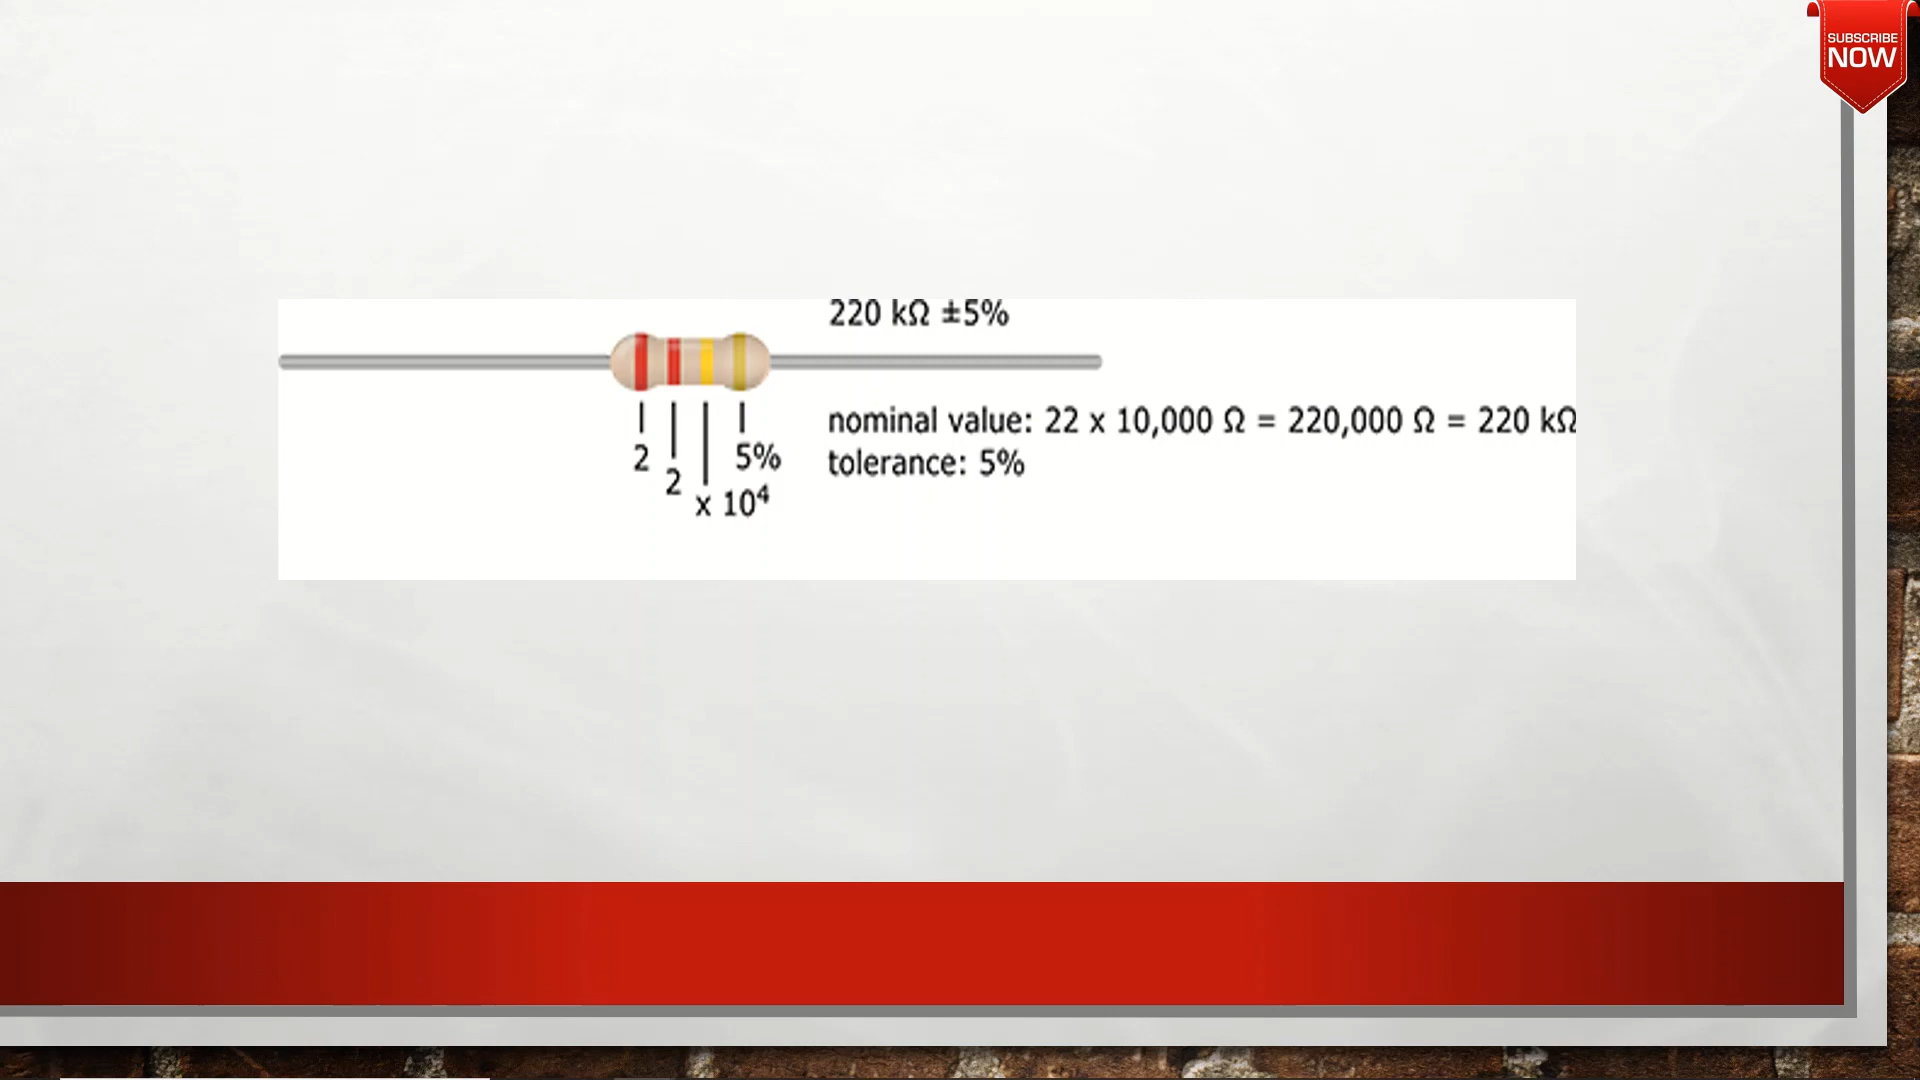 SUBSCRIBE
NOW
220 kΩ ±5%
nominal value: 22 x 10,000 Ω = 220,000 Ω = 220 kΩ
tolerance: 5%
2
2
x 10⁴
5%